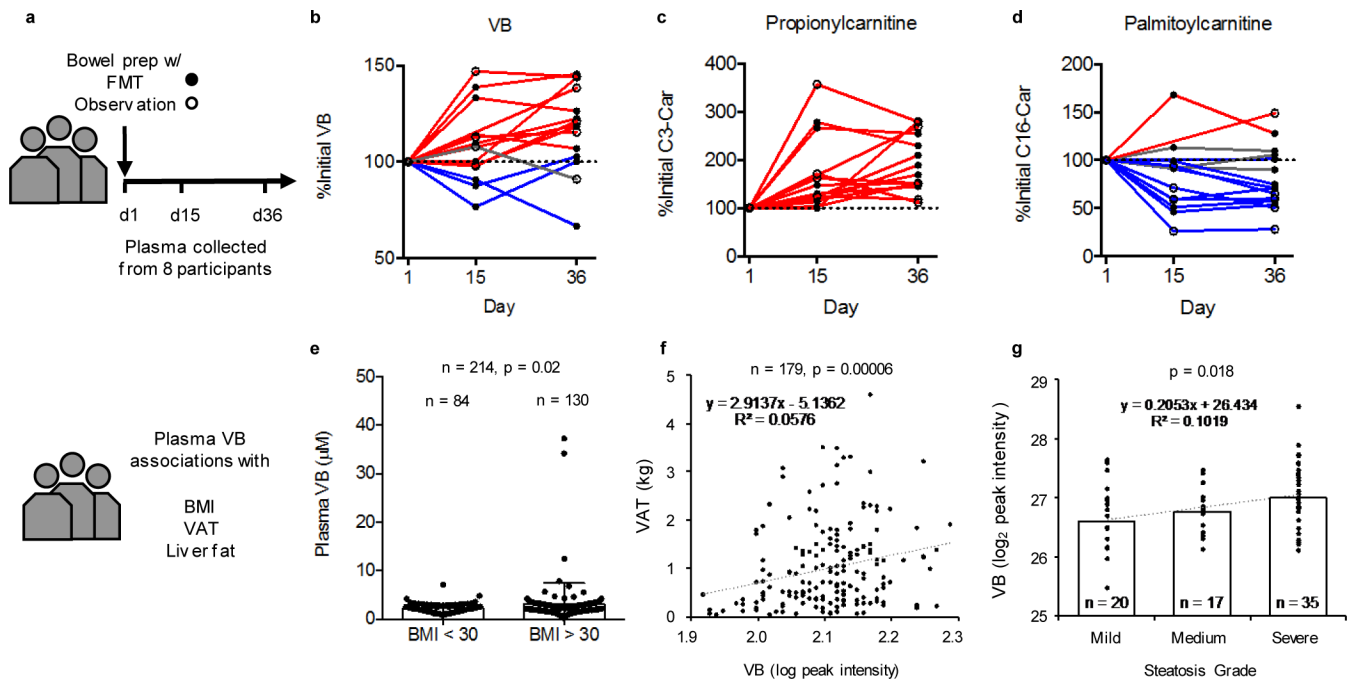 a
Bowel prep w/
FMT
Observation
d1
d15
d36
Plasma collected
from 8 participants
b
VB
%Initial VB
150
100
50
1
15
36
Day
c
Propionylcarnitine
%Initial C3-Car
400
300
200
100
0
1
15
36
Day
d
Palmitoylcarnitine
%Initial C16-Car
200
150
100
50
0
1
15
36
Day
Plasma VB
associations with
BMI
VAT
Liver fat
e
n = 214, p = 0.02
n = 84
n = 130
Plasma VB (µM)
50
40
30
20
10
0
BMI < 30
BMI > 30
f
n = 179, p = 0.00006
y = 2.9137x - 5.1362
R² = 0.0576
VAT (kg)
5
4
3
2
1
0
1.9
2.0
2.1
2.2
2.3
VB (log peak intensity)
g
p = 0.018
y = 0.2053x + 26.434
R² = 0.1019
VB (log2 peak intensity)
29
28
27
26
25
n = 20
n = 17
n = 35
Mild
Medium
Severe
Steatosis Grade